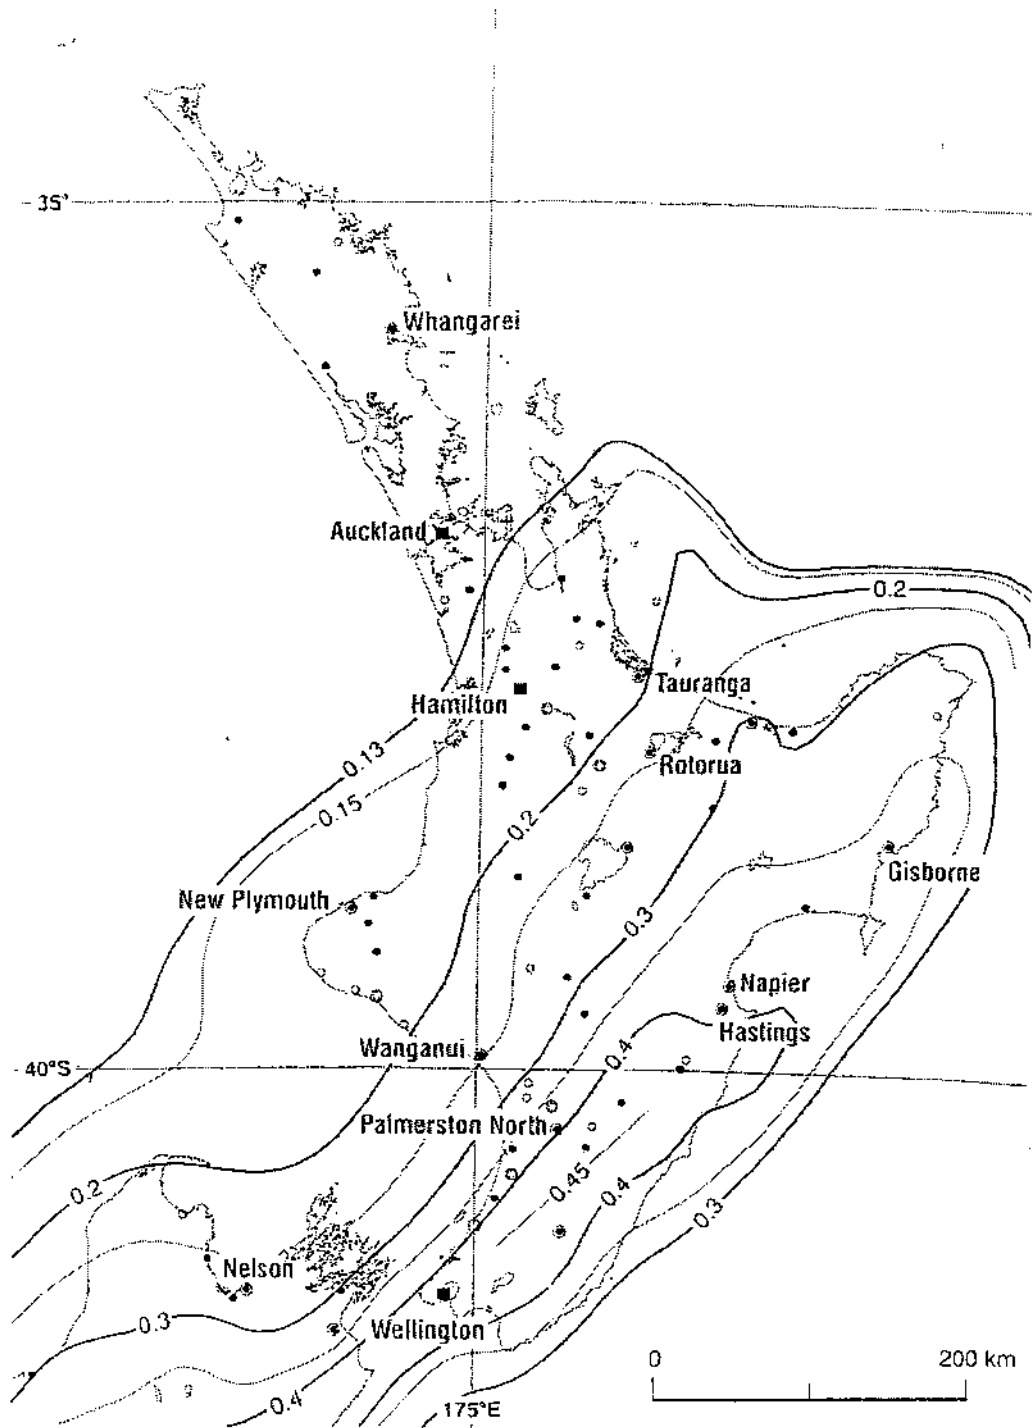 35°
Whangarei
Auckland
0.2
Tauranga
Hamilton
Rotorua
0.13
0.15
0.2
Gisborne
New Plymouth
0.3
Napier
Hastings
Wanganui
0.4
40°S
Palmerston North
0.45
0.4
0.2
0.3
Nelson
0.3
Wellington
0 200 km
0.4
175°E